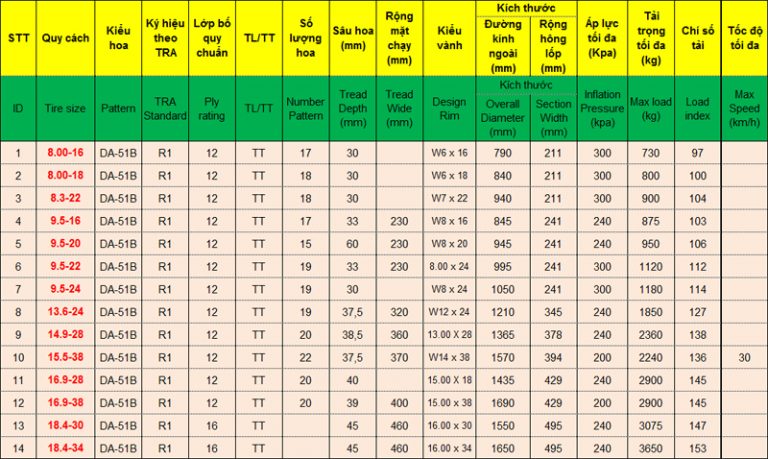 STT Quy cách Kiểu hoa Ký hiệu theo TRA Lớp bố quy chuẩn TL/TT Số lượng hoa Sâu hoa (mm) Rộng mặt chạy (mm) Kiểu vành Kích thước Đường kính ngoài (mm) Rộng hông lốp (mm) Áp lực tối đa (Kpa) Tải trọng tối đa (kg) Chỉ số tải Tốc độ tối đa
ID Tire size Pattern TRA Standard Ply rating TL/TT Number Pattern Tread Depth (mm) Tread Wide (mm) Design Rim Kích thước Overall Diameter (mm) Section Width (mm) Inflation Pressure (kpa) Max load (kg) Load index Max Speed (km/h)
1 8.00-16 DA-51B R1 12 TT 17 30 W6 x 16 790 211 300 730 97
2 8.00-18 DA-51B R1 12 TT 18 30 W6 x 18 840 211 300 800 100
3 8.3-22 DA-51B R1 12 TT 18 30 W7 x 22 940 211 300 900 104
4 9.5-16 DA-51B R1 12 TT 17 33 230 W8 x 16 845 241 240 875 103
5 9.5-20 DA-51B R1 12 TT 15 60 230 W8 x 20 945 241 240 950 106
6 9.5-22 DA-51B R1 12 TT 19 33 230 8.00 x 24 995 241 300 1120 112
7 9.5-24 DA-51B R1 12 TT 19 30 W8 x 24 1050 241 300 1180 114
8 13.6-24 DA-51B R1 12 TT 19 37,5 320 W12 x 24 1210 345 240 1850 127
9 14.9-28 DA-51B R1 12 TT 20 38,5 360 13.00 X 28 1365 378 240 2360 138
10 15.5-38 DA-51B R1 12 TT 22 37,5 370 W14 x 38 1570 394 200 2240 136 30
11 16.9-28 DA-51B R1 12 TT 20 40 15.00 X 18 1435 429 240 2900 145
12 16.9-38 DA-51B R1 12 TT 20 39 400 15.00 x 38 1690 429 200 2900 145
13 18.4-30 DA-51B R1 16 TT 45 460 16.00 x 30 1550 495 240 3075 147
14 18.4-34 DA-51B R1 16 TT 45 460 16.00 x 34 1650 495 240 3650 153